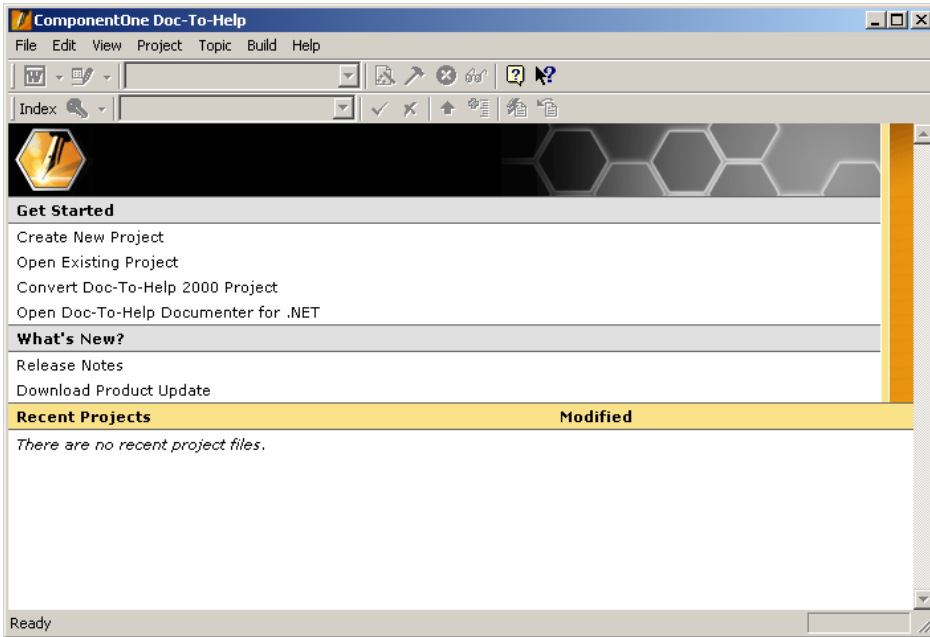 ComponentOne Doc-To-Help
File Edit View Project Topic Build Help
Index
Get Started
Create New Project
Open Existing Project
Convert Doc-To-Help 2000 Project
Open Doc-To-Help Documenter for .NET
What's New?
Release Notes
Download Product Update
Recent Projects Modified
There are no recent project files.
Ready